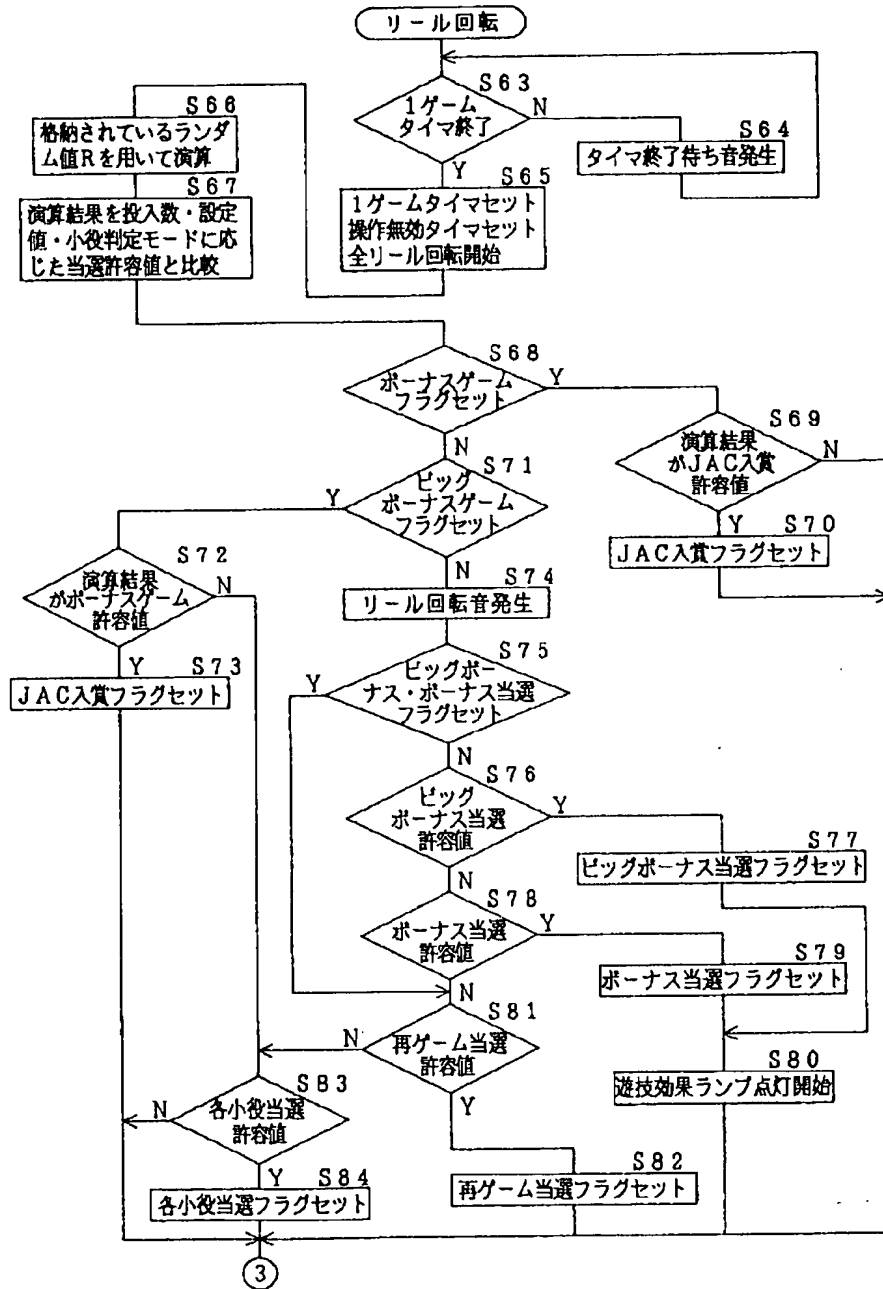 リール回転
S63
1ゲーム
タイマ終了
N
Y
S64
タイマ終了待ち音発生
S65
1ゲームタイマセット
操作無効タイマセット
全リール回転開始
S66
格納されているランダ
ム値Rを用いて演算
S67
演算結果を投入数・設定
値・小役判定モードに応
じた当選許容値と比較
S68
ボーナスゲーム
フラグセット
Y
N
S69
演算結果
がJAC入賞
許容値
N
Y
S70
JAC入賞フラグセット
S71
ビッグ
ボーナスゲーム
フラグセット
Y
N
S72
演算結果
がボーナスゲーム
許容値
N
Y
S73
JAC入賞フラグセット
S74
リール回転音発生
S75
ビッグボー
ナス・ボーナス当選
フラグセット
Y
N
S76
ビッグ
ボーナス当選
許容値
Y
N
S77
ビッグボーナス当選フラグセット
S78
ボーナス当選
許容値
Y
N
S79
ボーナス当選フラグセット
S80
遊技効果ランプ点灯開始
S81
再ゲーム当選
許容値
N
Y
S82
再ゲーム当選フラグセット
S83
各小役当選
許容値
N
Y
S84
各小役当選フラグセット
3